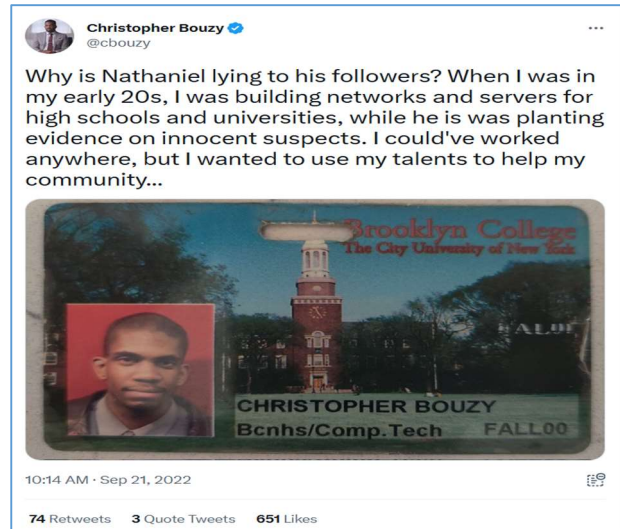 Christopher Bouzy
@cbouzy
Why is Nathaniel lying to his followers? When I was in
my early 20s, I was building networks and servers for
high schools and universities, while he is was planting
evidence on innocent suspects. I could've worked
anywhere, but I wanted to use my talents to help my
community...
Brooklyn College
The City University of New York
CHRISTOPHER BOUZY
Bcnhs/Comp.Tech FALL00
10:14 AM · Sep 21, 2022
74 Retweets 3 Quote Tweets 651 Likes